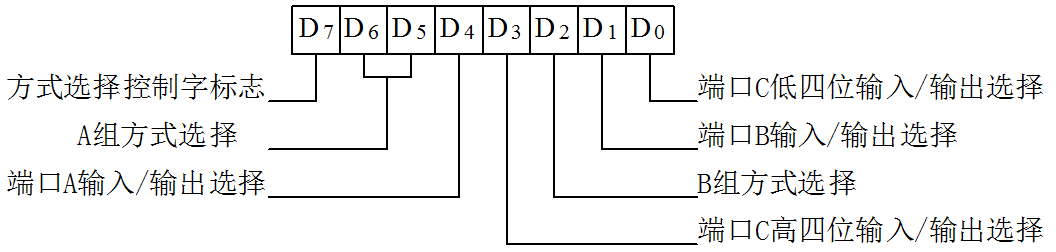 D7 D6 D5 D4 D3 D2 D1 D0
方式选择控制字标志
端口C低四位输入/输出选择
A组方式选择
端口B输入/输出选择
端口A输入/输出选择
B组方式选择
端口C高四位输入/输出选择